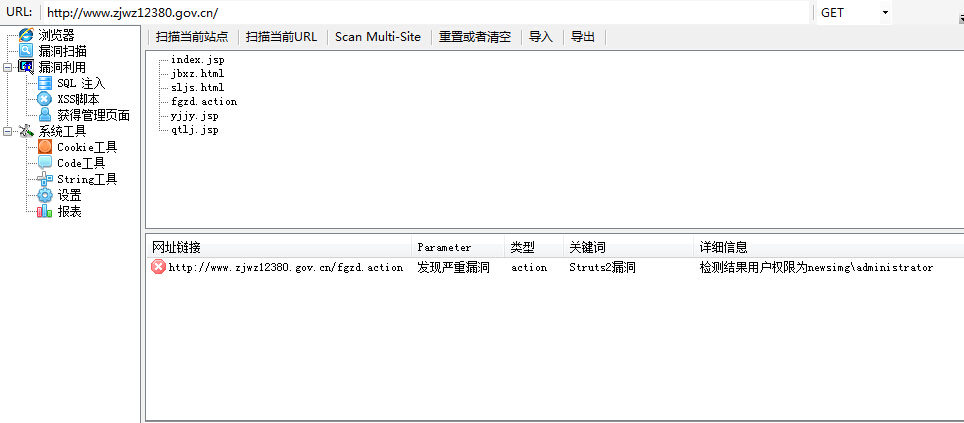 URL: http://www.zjwz12380.gov.cn/ GET
浏览器
漏洞扫描
漏洞利用
SQL 注入
XSS脚本
获得管理页面
系统工具
Cookie工具
Code工具
String工具
设置
报表
扫描当前站点 扫描当前URL Scan Multi-Site 重置或者清空 导入 导出
index.jsp
jbxz.html
sljs.html
fgzd.action
yjjy.jsp
qtlj.jsp
网址链接 Parameter 类型 关键词 详细信息
http://www.zjwz12380.gov.cn/fgzd.action 发现严重漏洞 action Struts2漏洞 检测结果用户权限为newsimg\administrator